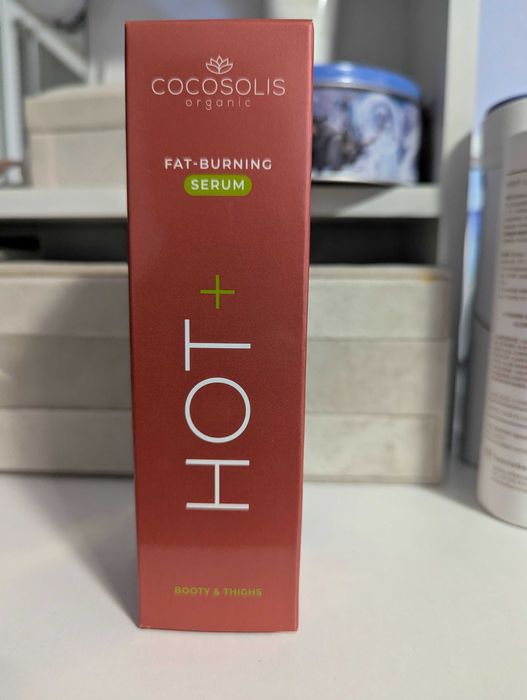 COCOSOLIS
organic
FAT-BURNING
SERUM
HOT+
BOOTY & THIGHS